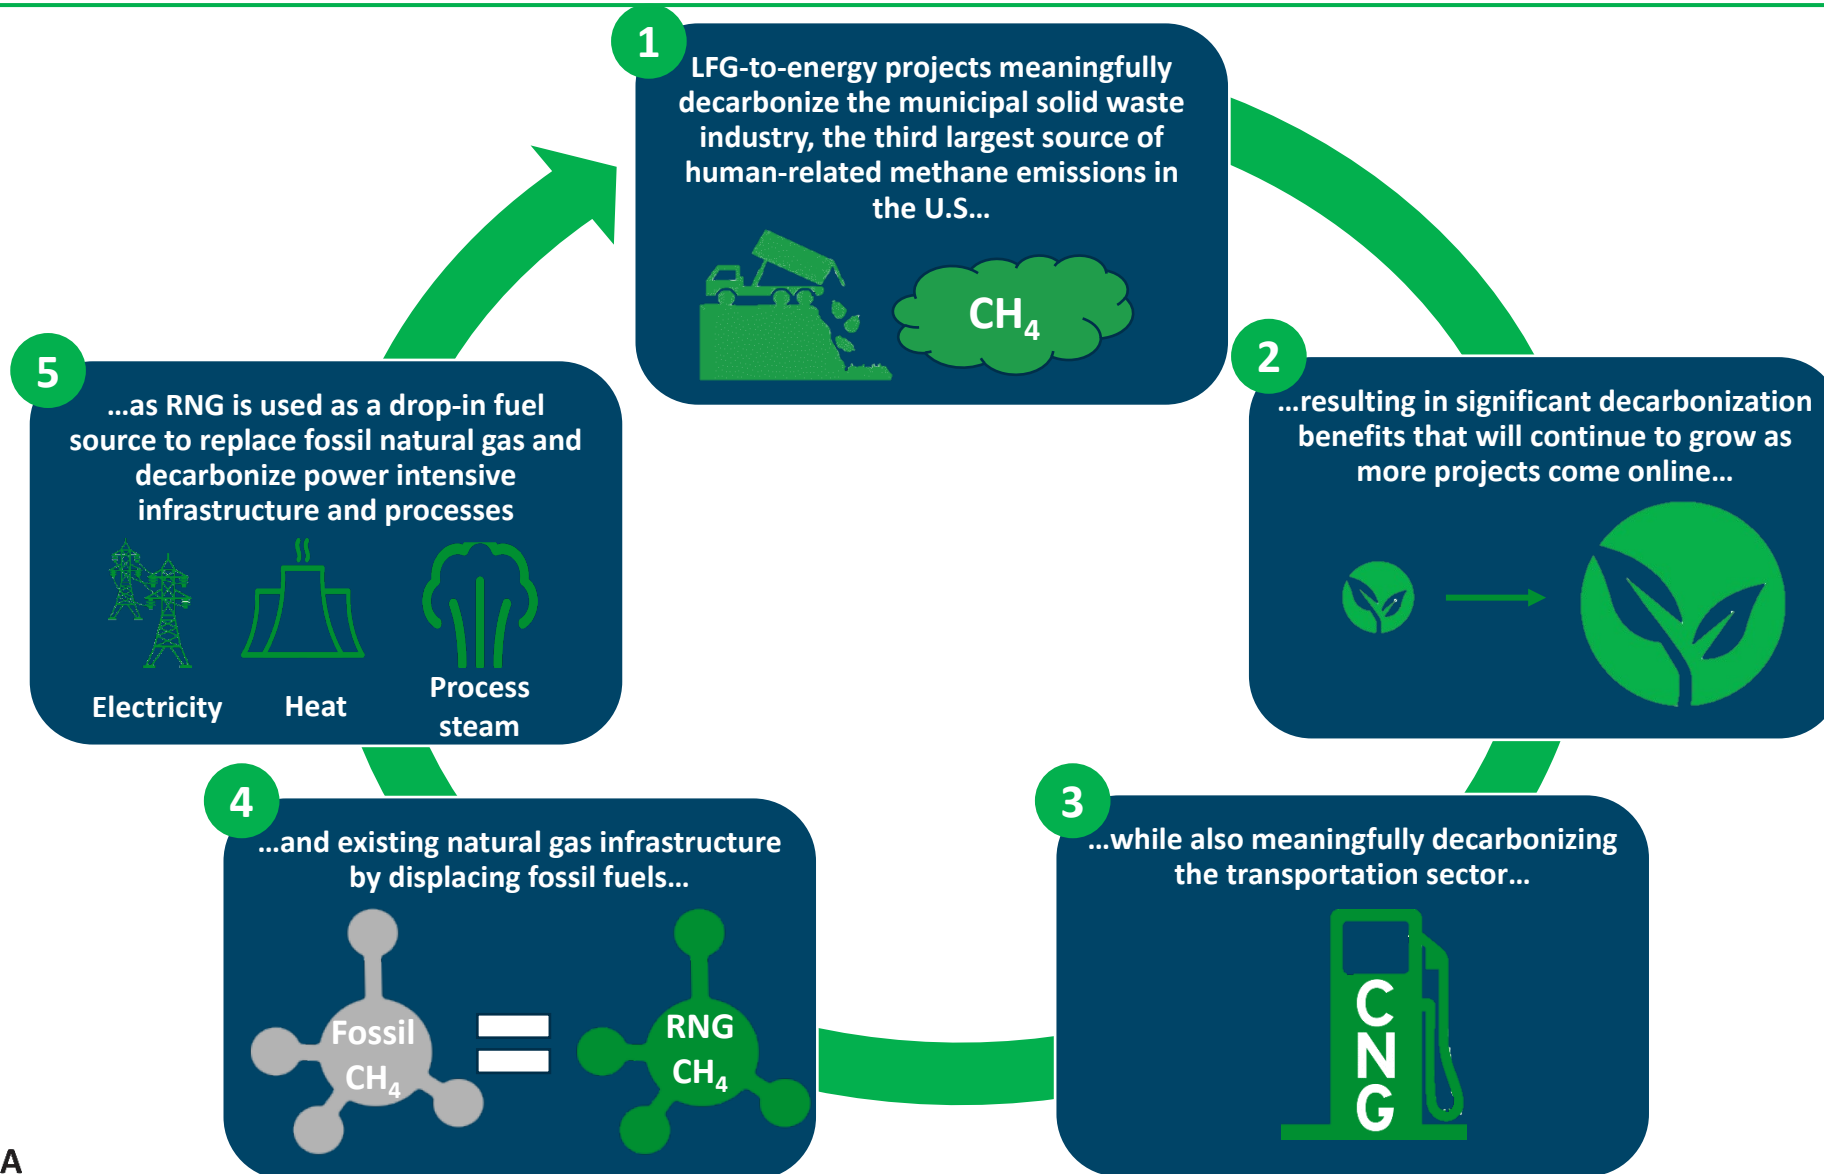 1
LFG-to-energy projects meaningfully
decarbonize the municipal solid waste
industry, the third largest source of
human-related methane emissions in
the U.S...
CH₄
2
...resulting in significant decarbonization
benefits that will continue to grow as
more projects come online...
3
...while also meaningfully decarbonizing
the transportation sector...
C
N
G
4
...and existing natural gas infrastructure
by displacing fossil fuels...
Fossil
CH₄
RNG
CH₄
5
...as RNG is used as a drop-in fuel
source to replace fossil natural gas and
decarbonize power intensive
infrastructure and processes
Electricity
Heat
Process
steam
A